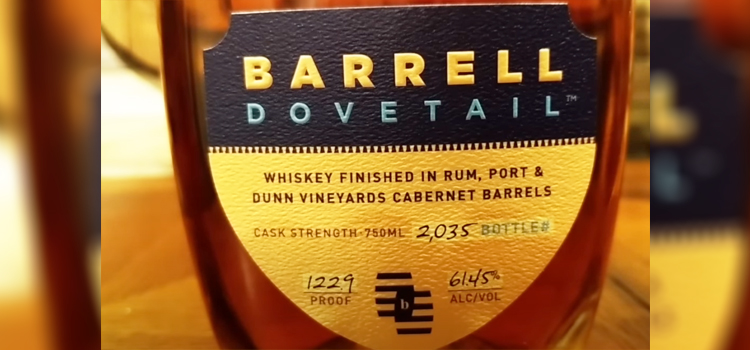 BARRELL
DOVETAIL™
WHISKEY FINISHED IN RUM, PORT &
DUNN VINEYARDS CABERNET BARRELS
CASK STRENGTH-750ML 2,035 BOTTLE#
122.9 61.45%
PROOF b ALC/VOL